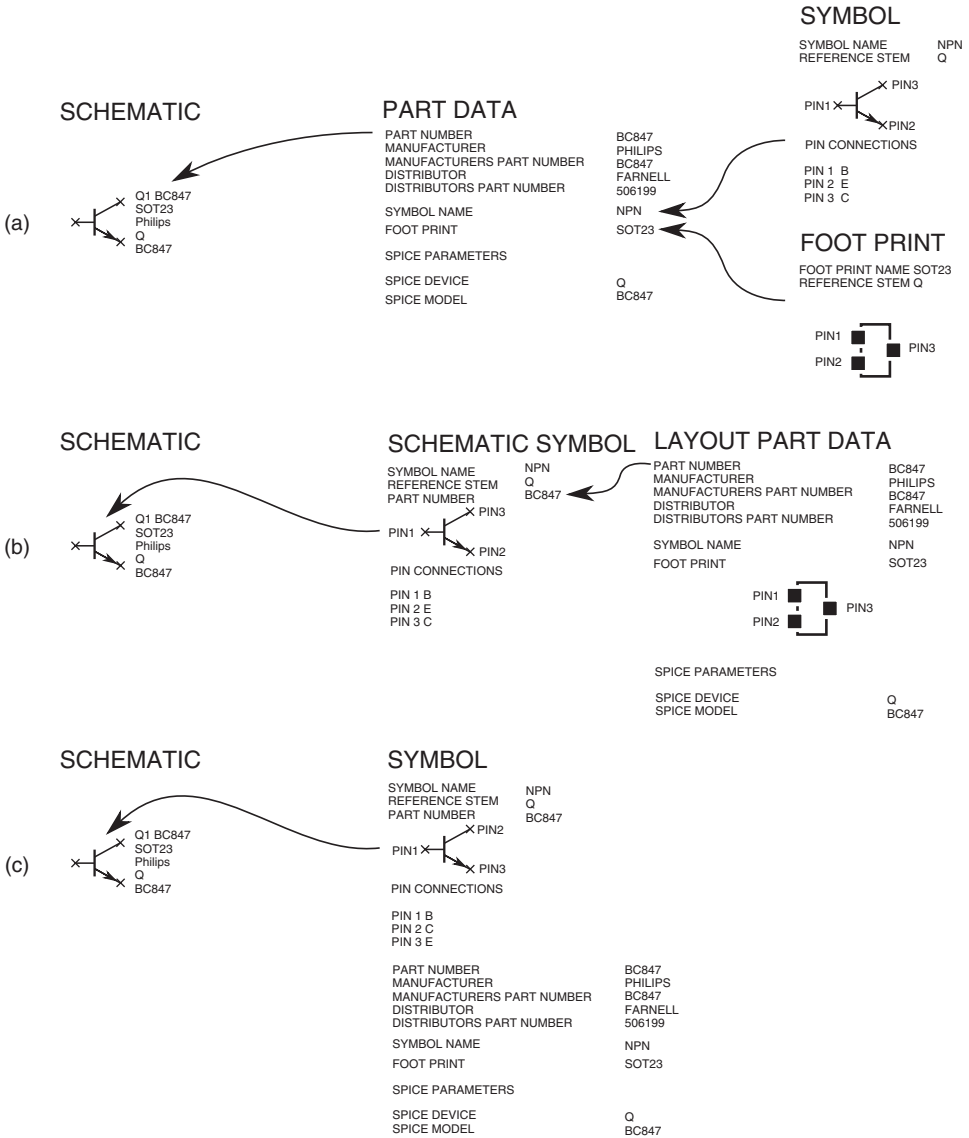 SYMBOL
SYMBOL NAME NPN
REFERENCE STEM Q
PIN3
PIN1
PIN2
PIN CONNECTIONS
PIN 1 B
PIN 2 E
PIN 3 C
FOOT PRINT
FOOT PRINT NAME SOT23
REFERENCE STEM Q
PIN1
PIN2
PIN3
(a)
SCHEMATIC
Q1 BC847
SOT23
Philips
Q
BC847
PART DATA
PART NUMBER BC847
MANUFACTURER PHILIPS
MANUFACTURERS PART NUMBER BC847
DISTRIBUTOR FARNELL
DISTRIBUTORS PART NUMBER 506199
SYMBOL NAME NPN
FOOT PRINT SOT23
SPICE PARAMETERS
SPICE DEVICE Q
SPICE MODEL BC847
(b)
SCHEMATIC
Q1 BC847
SOT23
Philips
Q
BC847
SCHEMATIC SYMBOL
SYMBOL NAME NPN
REFERENCE STEM Q
PART NUMBER BC847
PIN3
PIN1
PIN2
PIN CONNECTIONS
PIN 1 B
PIN 2 E
PIN 3 C
LAYOUT PART DATA
PART NUMBER BC847
MANUFACTURER PHILIPS
MANUFACTURERS PART NUMBER BC847
DISTRIBUTOR FARNELL
DISTRIBUTORS PART NUMBER 506199
SYMBOL NAME NPN
FOOT PRINT SOT23
PIN1
PIN2
PIN3
SPICE PARAMETERS
SPICE DEVICE Q
SPICE MODEL BC847
(c)
SCHEMATIC
Q1 BC847
SOT23
Philips
Q
BC847
SYMBOL
SYMBOL NAME NPN
REFERENCE STEM Q
PART NUMBER BC847
PIN2
PIN1
PIN3
PIN CONNECTIONS
PIN 1 B
PIN 2 C
PIN 3 E
PART NUMBER BC847
MANUFACTURER PHILIPS
MANUFACTURERS PART NUMBER BC847
DISTRIBUTOR FARNELL
DISTRIBUTORS PART NUMBER 506199
SYMBOL NAME NPN
FOOT PRINT SOT23
SPICE PARAMETERS
SPICE DEVICE Q
SPICE MODEL BC847